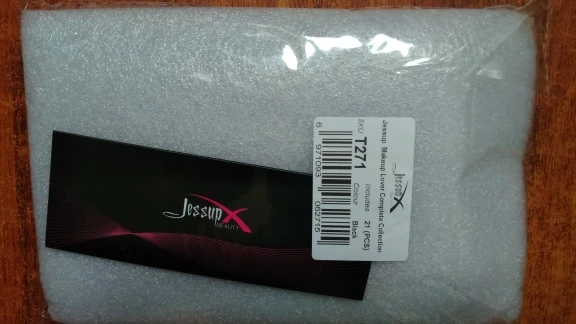 Jessup
BEAUTY
Jessup
Jessup Makeup Lover Complete Collection
SKU T271
Includes 21 (PCS)
Colour Black
6 971093 062715